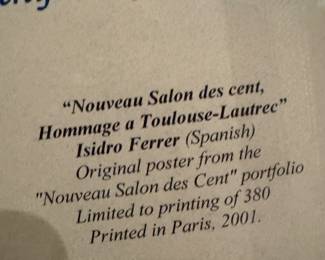 “Nouveau Salon des cent,
Hommage a Toulouse-Lautrec”
Isidro Ferrer (Spanish)
Original poster from the
"Nouveau Salon des Cent" portfolio
Limited to printing of 380
Printed in Paris, 2001.